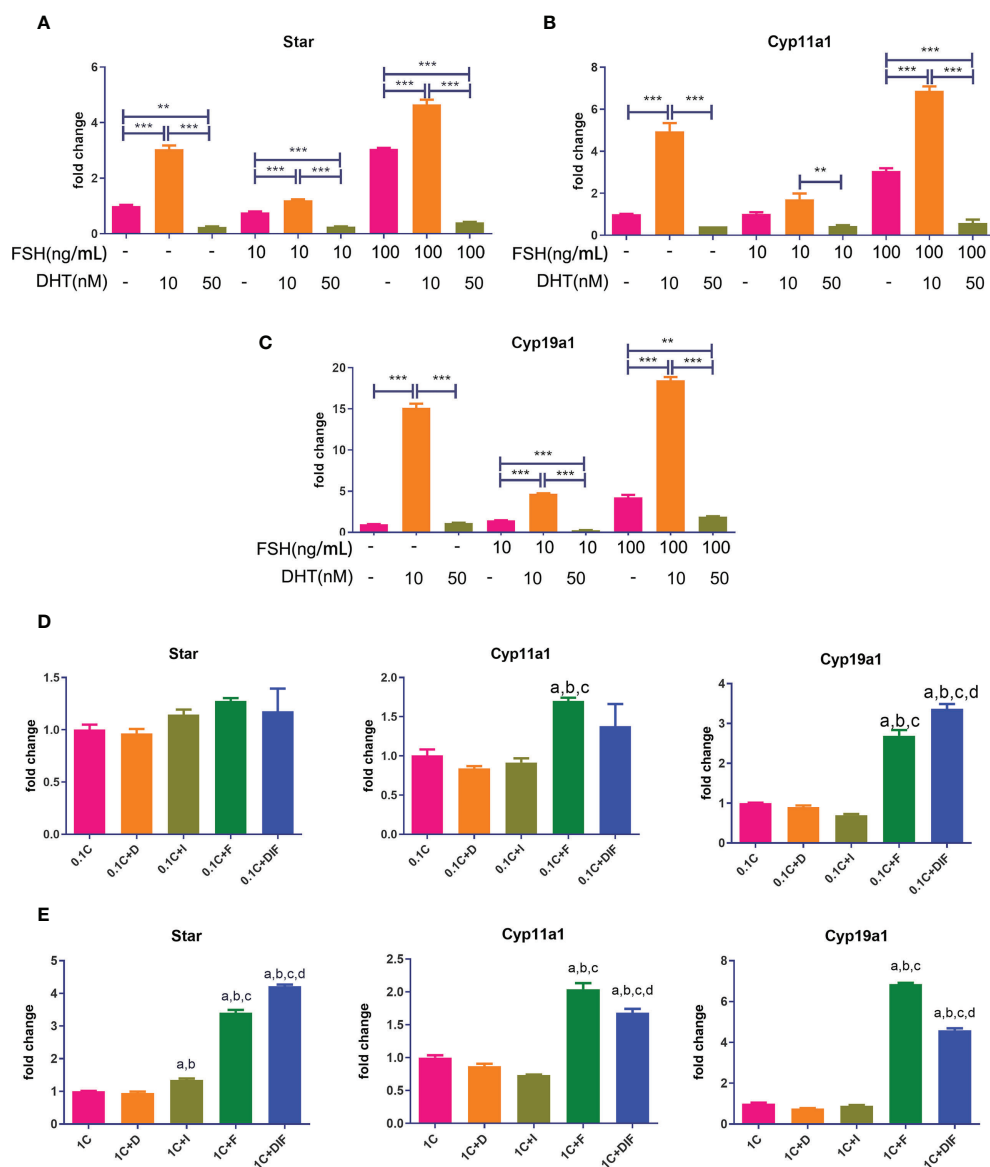 A
Star
fold change
6
4
2
0
**
***
***
***
***
***
***
***
***
FSH(ng/mL) - - - 10 10 10 100 100 100
DHT(nM) - 10 50 - 10 50 - 10 50
B
Cyp11a1
fold change
8
6
4
2
0
***
***
**
***
***
***
FSH(ng/mL) - - - 10 10 10 100 100 100
DHT(nM) - 10 50 - 10 50 - 10 50
C
Cyp19a1
fold change
20
15
10
5
0
***
***
***
***
***
**
***
***
FSH(ng/mL) - - - 10 10 10 100 100 100
DHT(nM) - 10 50 - 10 50 - 10 50
D
Star
fold change
1.5
1.0
0.5
0.0
0.1C 0.1C+D 0.1C+I 0.1C+F 0.1C+DIF
Cyp11a1
fold change
2.0
1.5
1.0
0.5
0.0
a,b,c
0.1C 0.1C+D 0.1C+I 0.1C+F 0.1C+DIF
Cyp19a1
fold change
4
3
2
1
0
a,b,c
a,b,c,d
0.1C 0.1C+D 0.1C+I 0.1C+F 0.1C+DIF
E
Star
fold change
5
4
3
2
1
0
a,b
a,b,c
a,b,c,d
1C 1C+D 1C+I 1C+F 1C+DIF
Cyp11a1
fold change
2.5
2.0
1.5
1.0
0.5
0.0
a,b,c
a,b,c,d
1C 1C+D 1C+I 1C+F 1C+DIF
Cyp19a1
fold change
8
6
4
2
0
a,b,c
a,b,c,d
1C 1C+D 1C+I 1C+F 1C+DIF